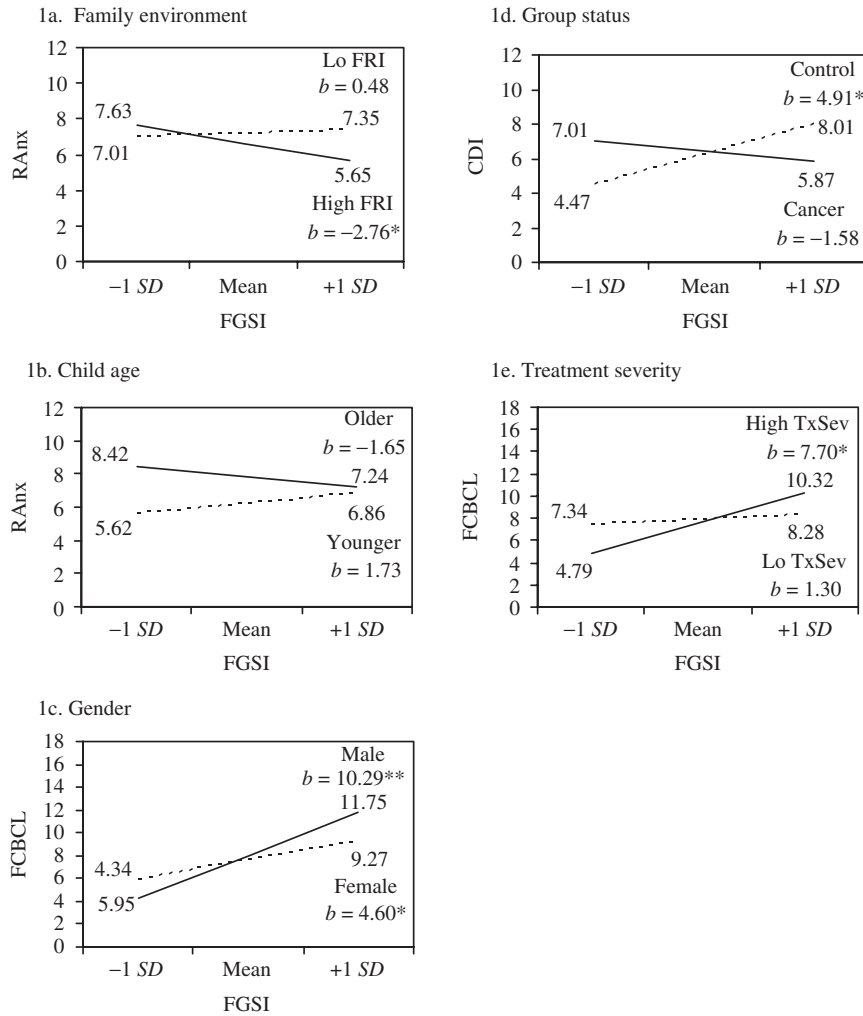 1a. Family environment
12
10
8
6
4
2
0
RAnx
Lo FRI
b = 0.48
7.63
7.35
7.01
5.65
High FRI
b = −2.76*
−1 SD Mean +1 SD
FGSI
1b. Child age
12
10
8
6
4
2
0
RAnx
Older
b = −1.65
8.42
7.24
5.62
6.86
Younger
b = 1.73
−1 SD Mean +1 SD
FGSI
1c. Gender
18
16
14
12
10
8
6
4
2
0
FCBCL
Male
b = 10.29**
11.75
4.34
9.27
5.95
Female
b = 4.60*
−1 SD Mean +1 SD
FGSI
1d. Group status
12
10
8
6
4
2
0
CDI
Control
b = 4.91*
7.01
8.01
4.47
5.87
Cancer
b = −1.58
−1 SD Mean +1 SD
FGSI
1e. Treatment severity
18
16
14
12
10
8
6
4
2
0
FCBCL
High TxSev
b = 7.70*
10.32
7.34
8.28
4.79
Lo TxSev
b = 1.30
−1 SD Mean +1 SD
FGSI